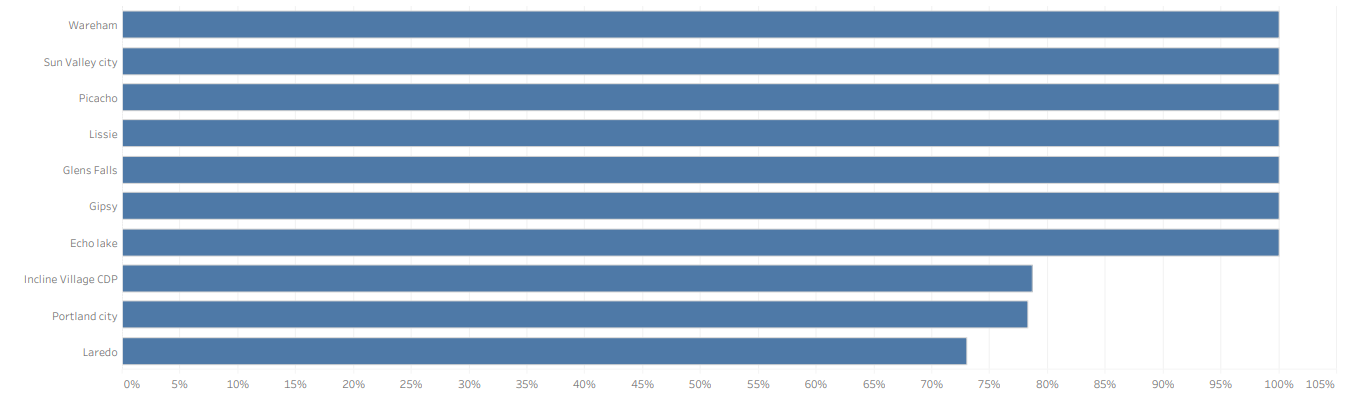 Wareham
Sun Valley city
Picacho
Lissie
Glens Falls
Gipsy
Echo lake
Incline Village CDP
Portland city
Laredo
0% 5% 10% 15% 20% 25% 30% 35% 40% 45% 50% 55% 60% 65% 70% 75% 80% 85% 90% 95% 100% 105%